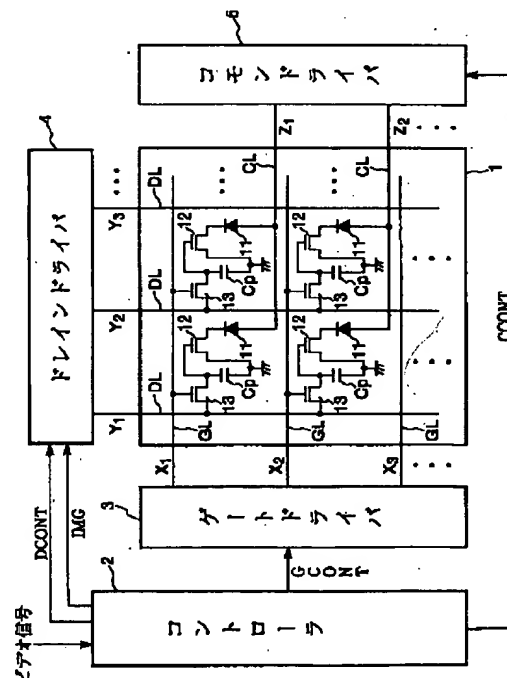 ビデオ信号
2
コントローラ
DCONT
IMG
GCONT
CCONT
3
ゲートドライバ
4
ドレインドライバ
コモンドライバ
1
Y1
Y2
Y3
DL
DL
DL
X1
X2
X3
GL
GL
GL
Z1
Z2
CL
CL
12
11
13
Cp
12
11
13
Cp
12
11
13
Cp
12
11
13
Cp